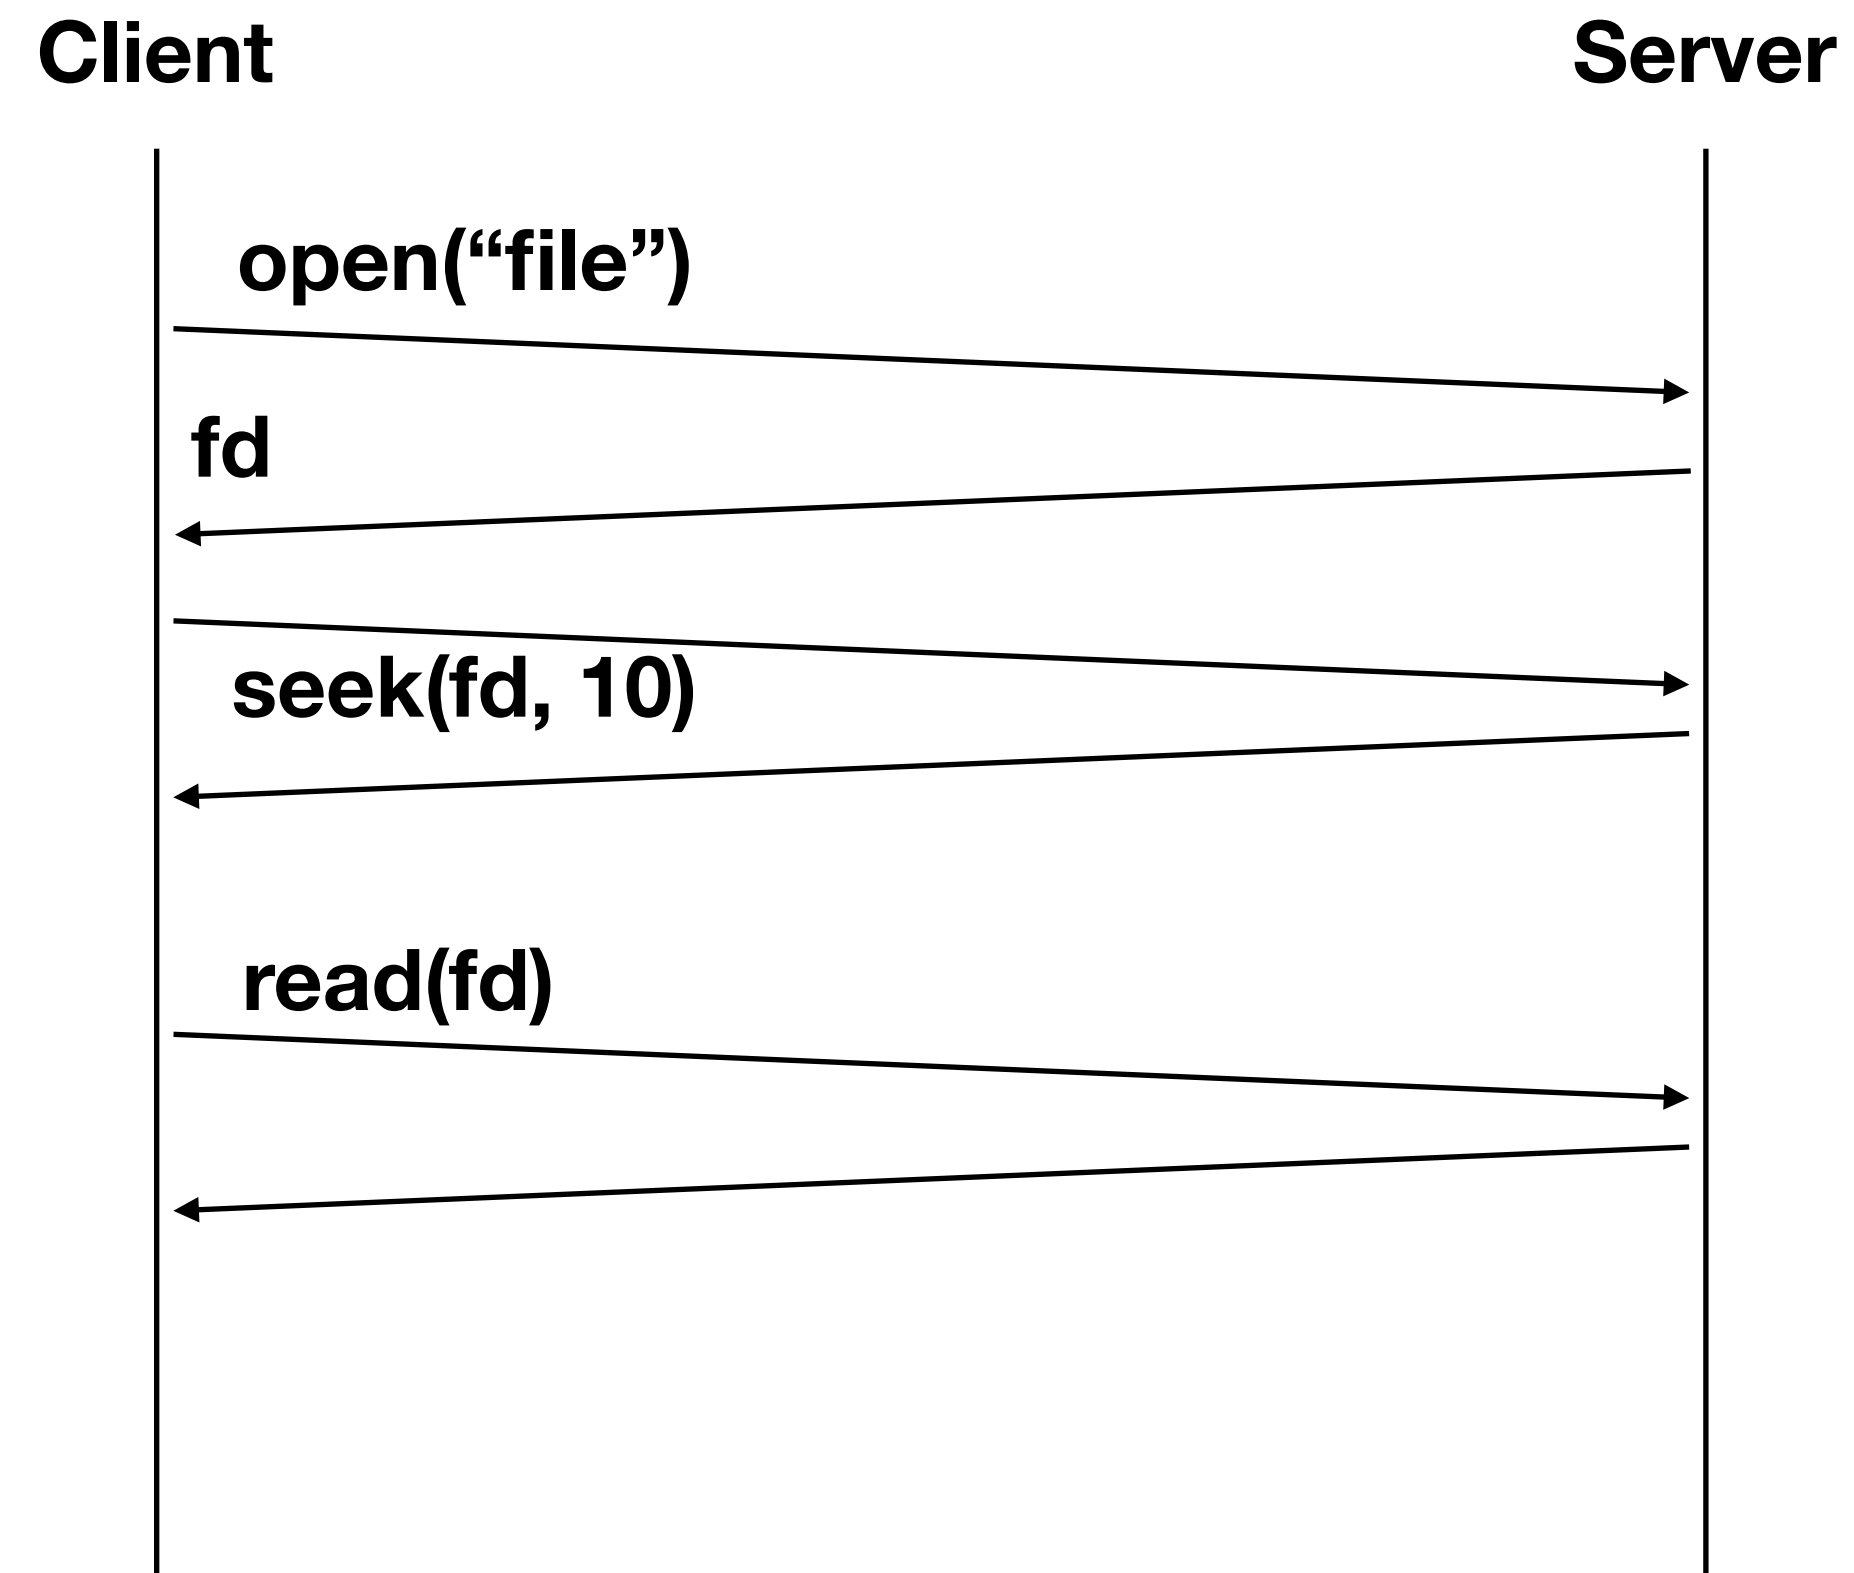 Client
Server
open(“file”)
fd
seek(fd, 10)
read(fd)